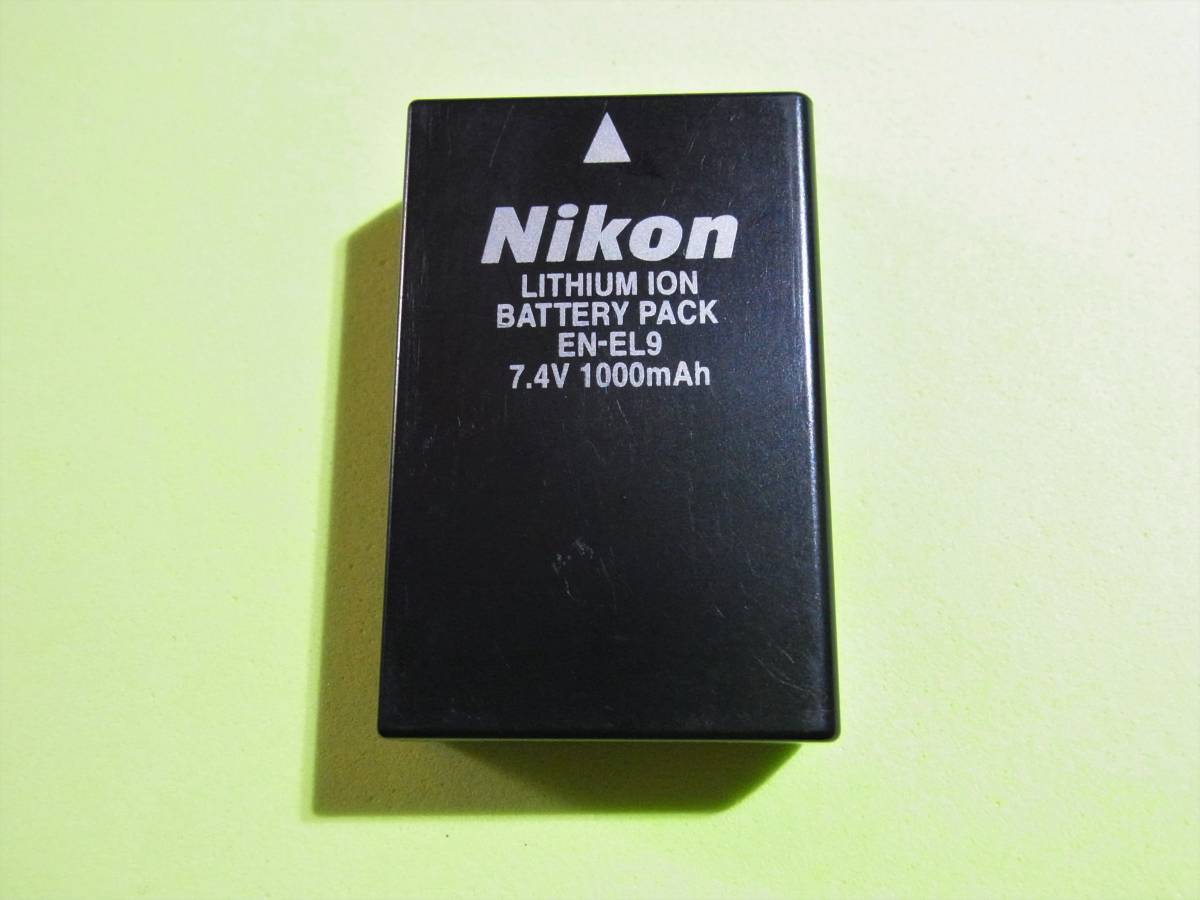 Nikon
LITHIUM ION
BATTERY PACK
EN-EL9
7.4V 1000mAh